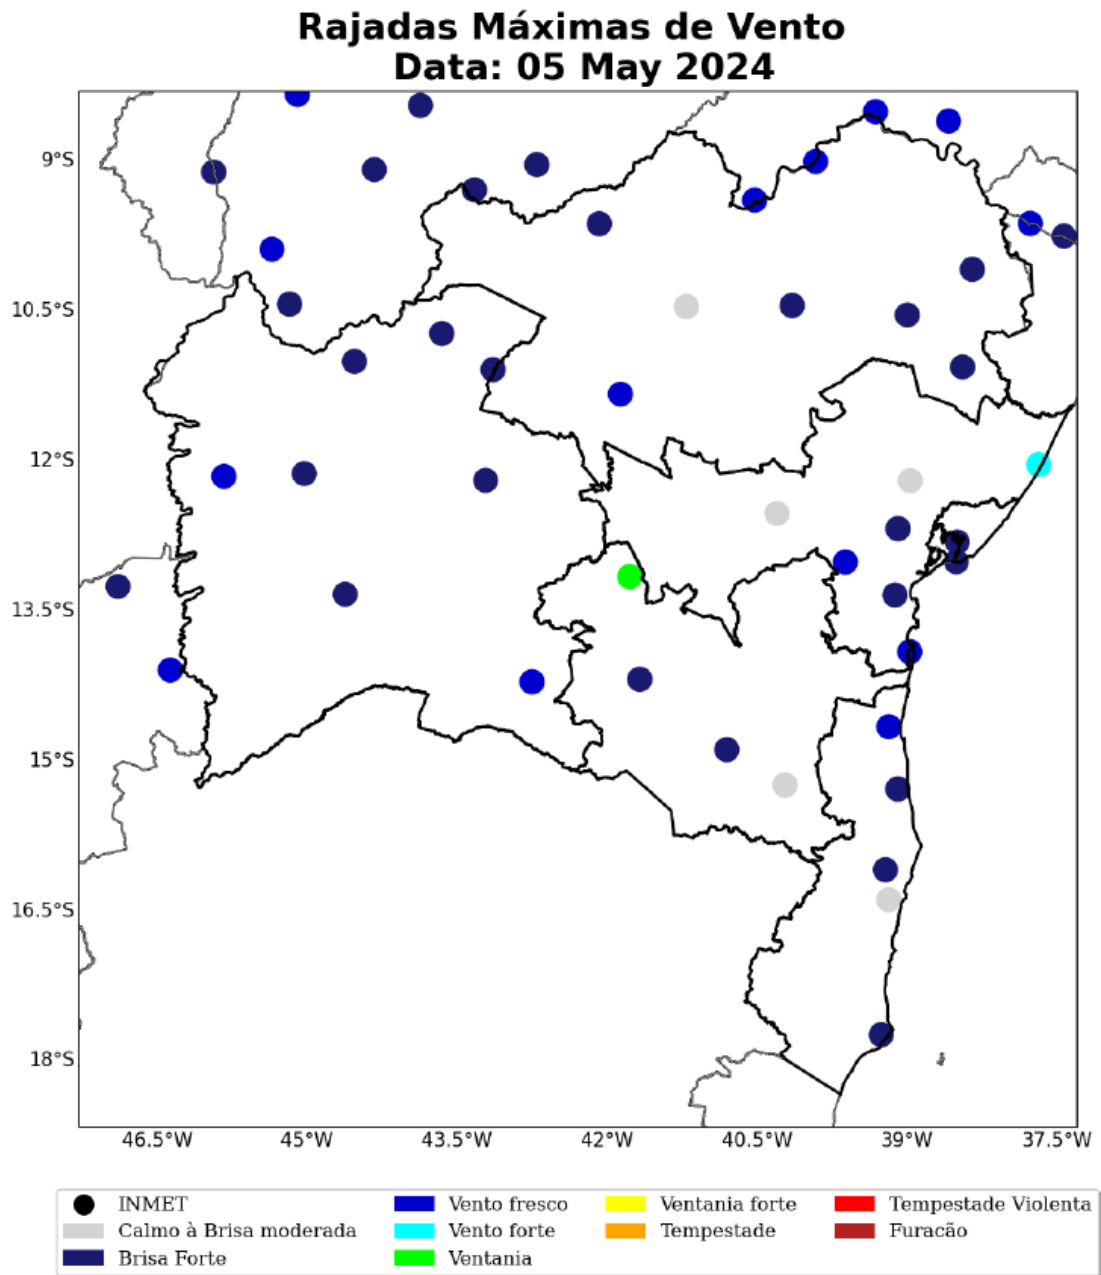 Rajadas Máximas de Vento
Data: 05 May 2024
9°S
10.5°S
12°S
13.5°S
15°S
16.5°S
18°S
46.5°W 45°W 43.5°W 42°W 40.5°W 39°W 37.5°W
INMET
Calmo à Brisa moderada
Brisa Forte
Vento fresco
Vento forte
Ventania
Ventania forte
Tempestade
Tempestade Violenta
Furacão